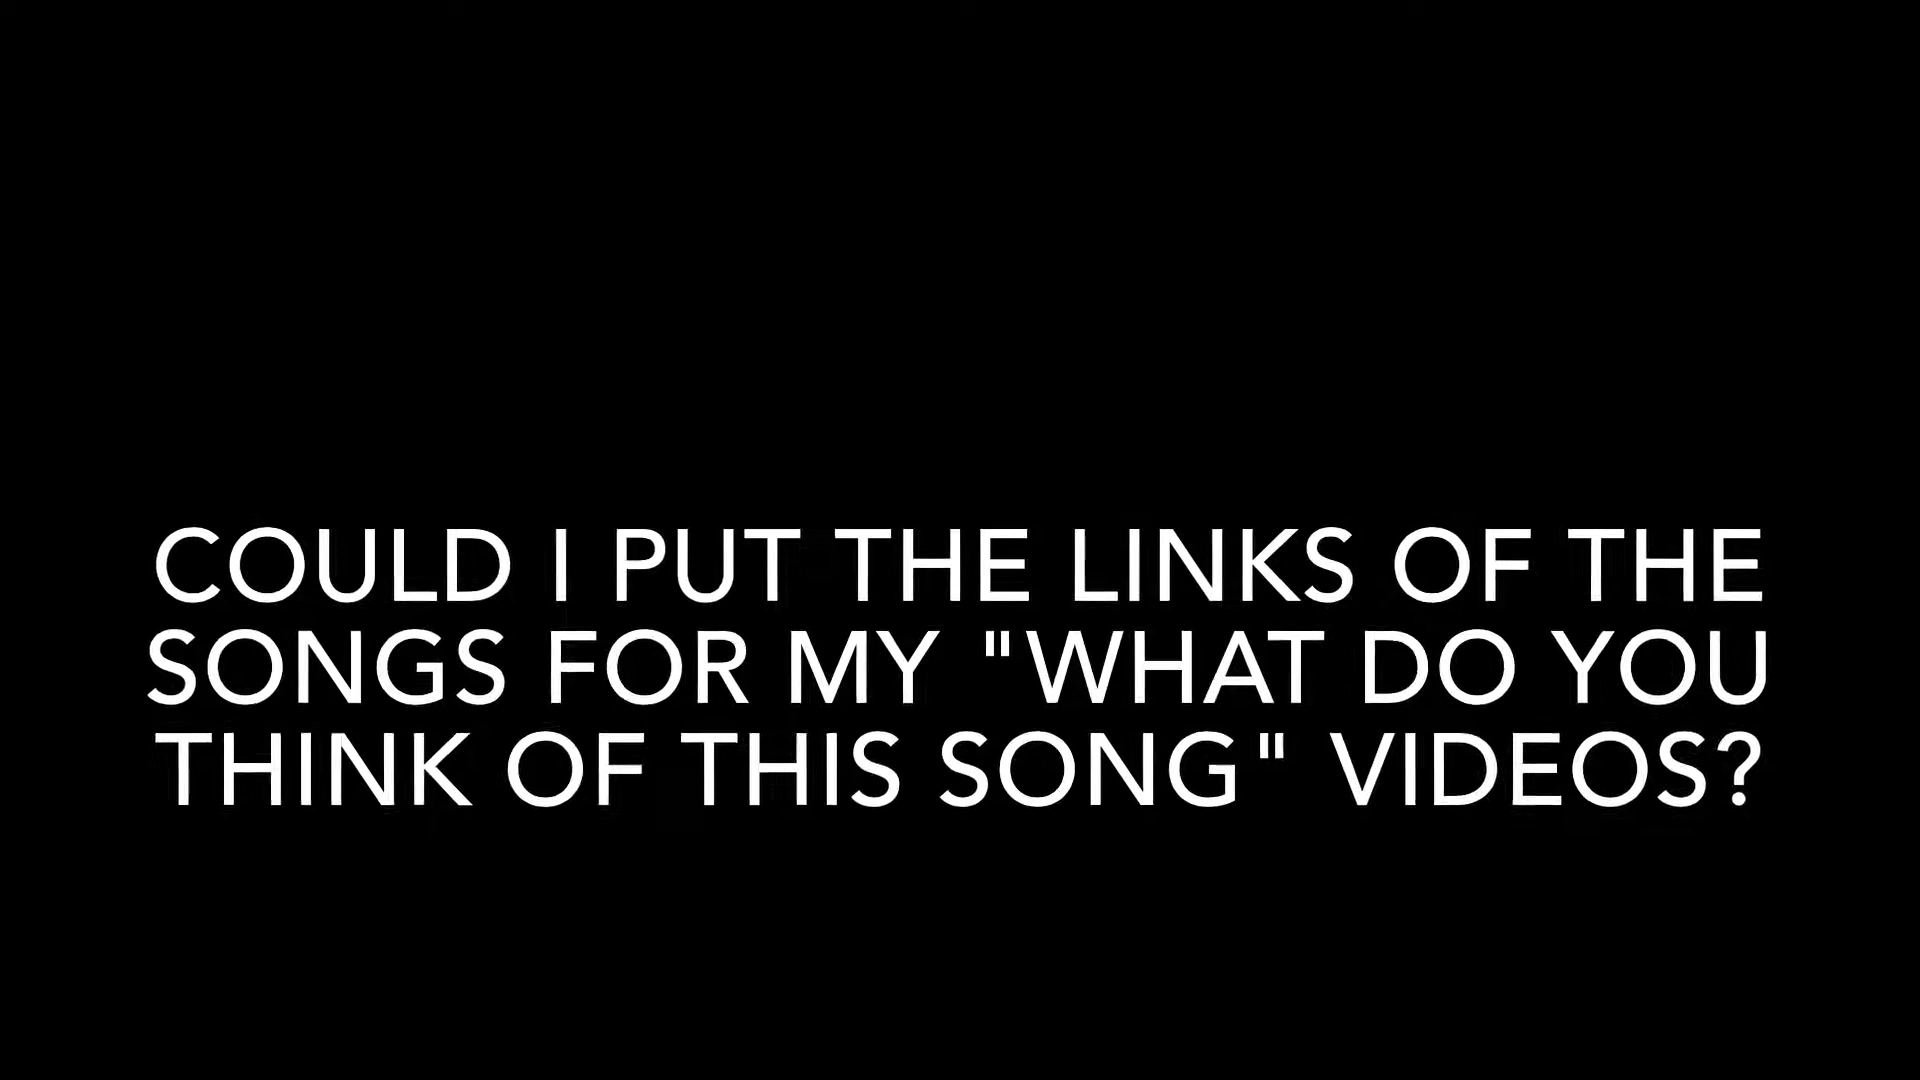 COULD I PUT THE LINKS OF THE
SONGS FOR MY "WHAT DO YOU
THINK OF THIS SONG" VIDEOS?